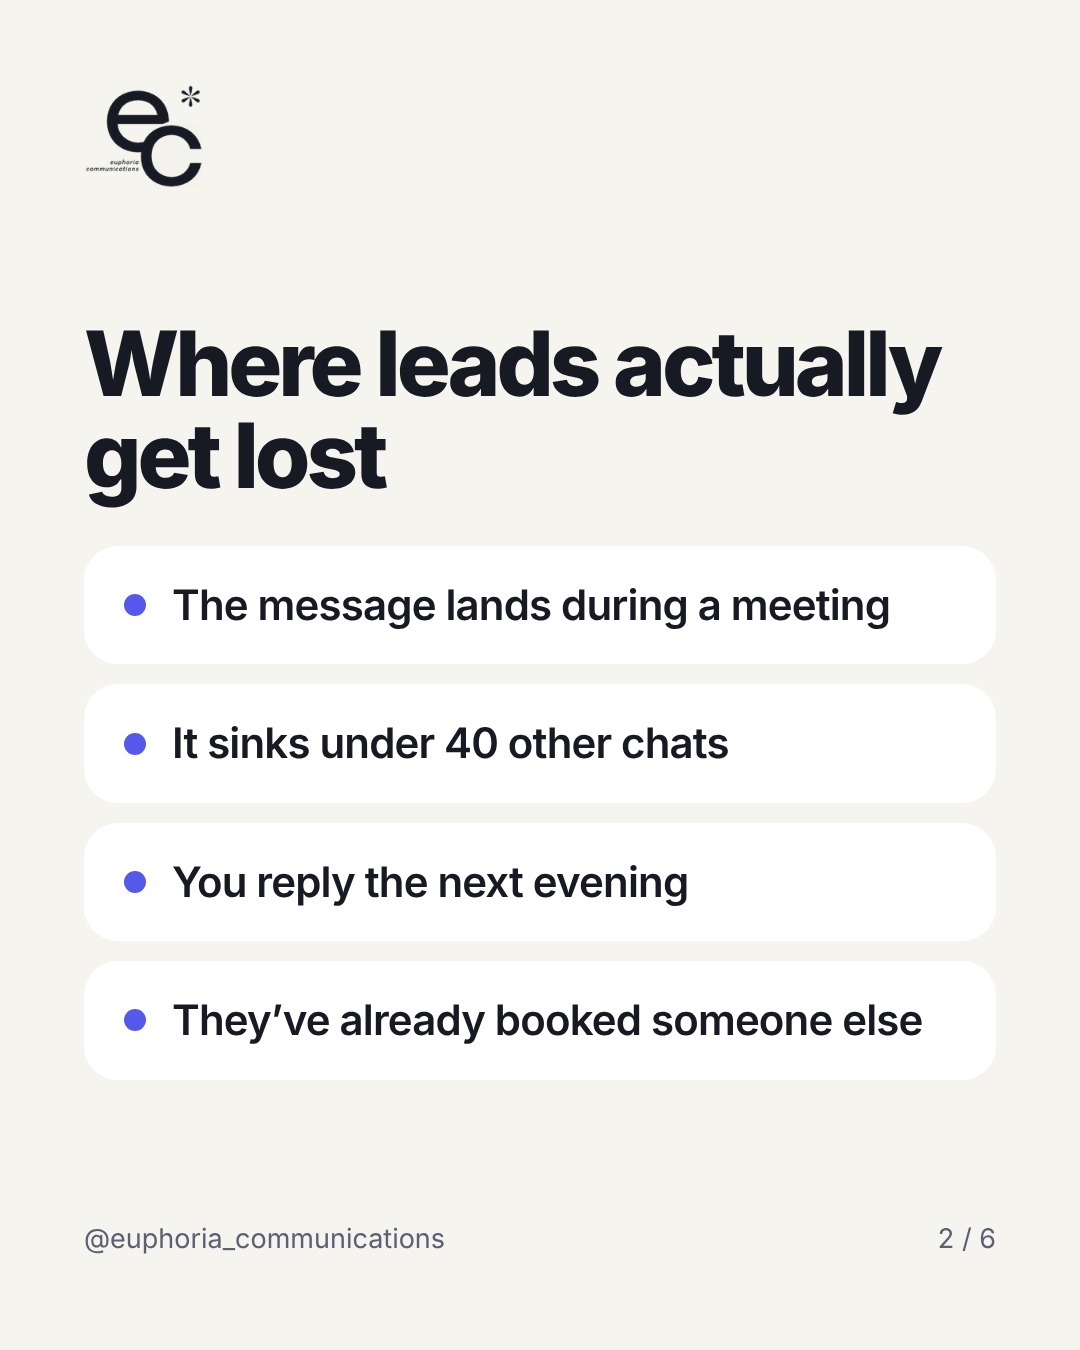 ec*
euphoria
communications
Where leads actually
get lost
The message lands during a meeting
It sinks under 40 other chats
You reply the next evening
They’ve already booked someone else
@euphoria_communications
2 / 6